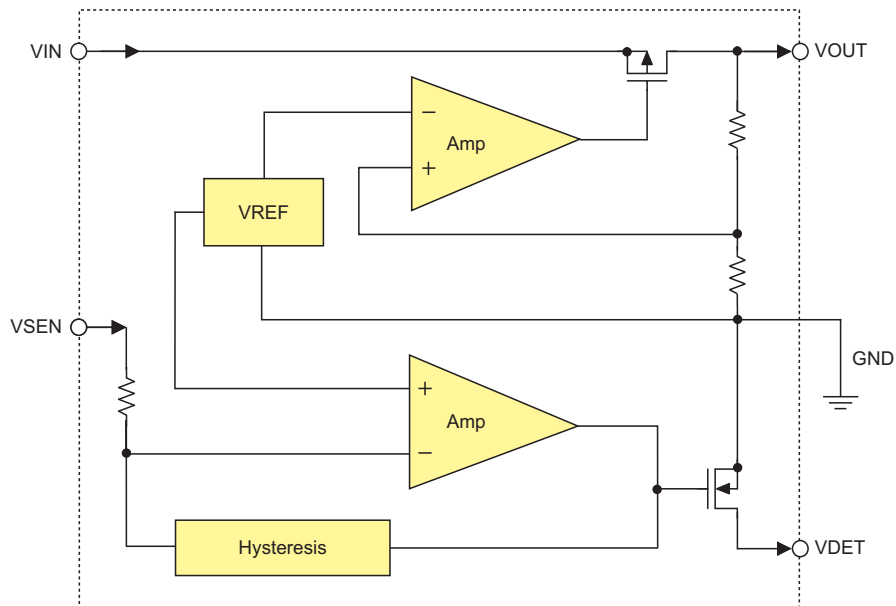 VIN
VOUT
−
Amp
+
VREF
VSEN
GND
+
Amp
−
Hysteresis
VDET